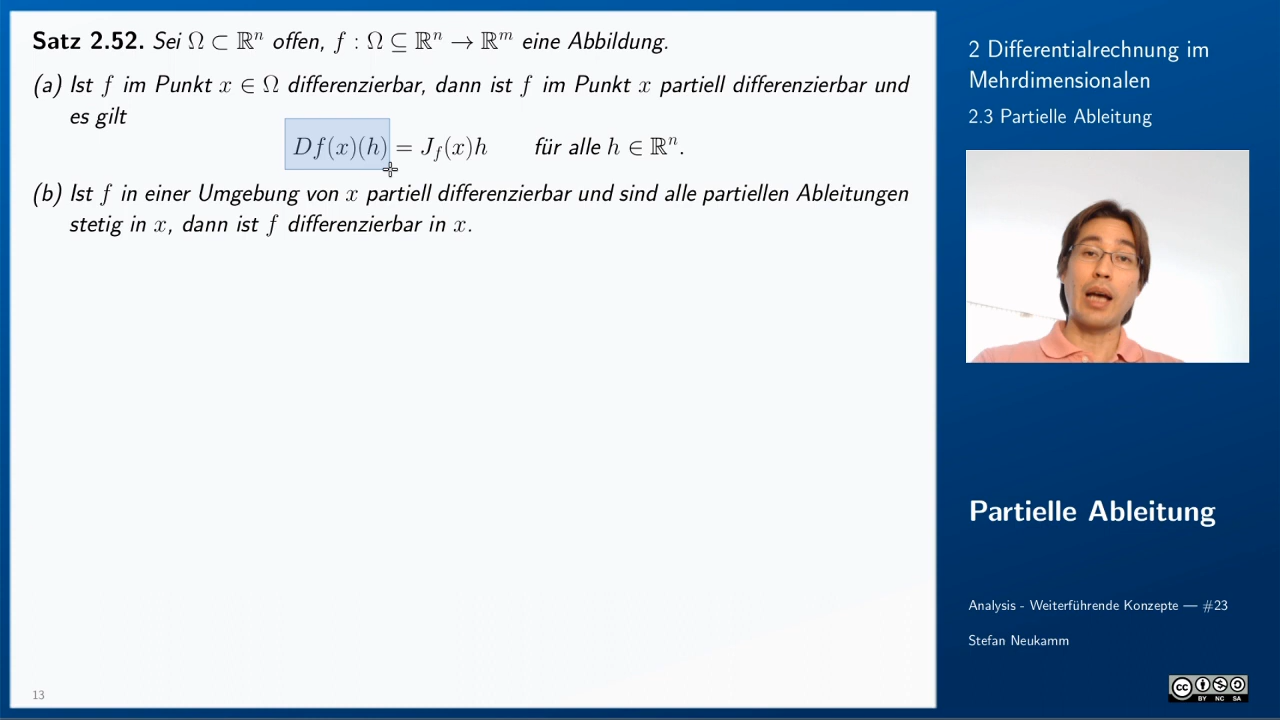 Satz 2.52. Sei Ω ⊂ ℝⁿ offen, f : Ω ⊆ ℝⁿ → ℝᵐ eine Abbildung.
(a) Ist f im Punkt x ∈ Ω differenzierbar, dann ist f im Punkt x partiell differenzierbar und
es gilt
Df(x)(h) = J_f(x)h für alle h ∈ ℝⁿ.
(b) Ist f in einer Umgebung von x partiell differenzierbar und sind alle partiellen Ableitungen
stetig in x, dann ist f differenzierbar in x.
13
2 Differentialrechnung im
Mehrdimensionalen
2.3 Partielle Ableitung
Partielle Ableitung
Analysis - Weiterführende Konzepte — #23
Stefan Neukamm
cc BY NC SA